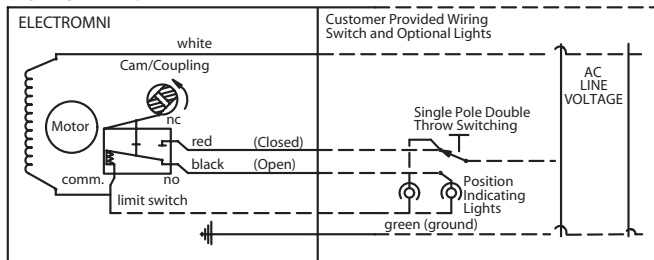 ELECTROMNI
Customer Provided Wiring
Switch and Optional Lights
white
Cam/Coupling
AC
LINE
VOLTAGE
nc
Motor
Single Pole Double
Throw Switching
red
(Closed)
black
(Open)
comm.
no
limit switch
Position
Indicating
Lights
green (ground)